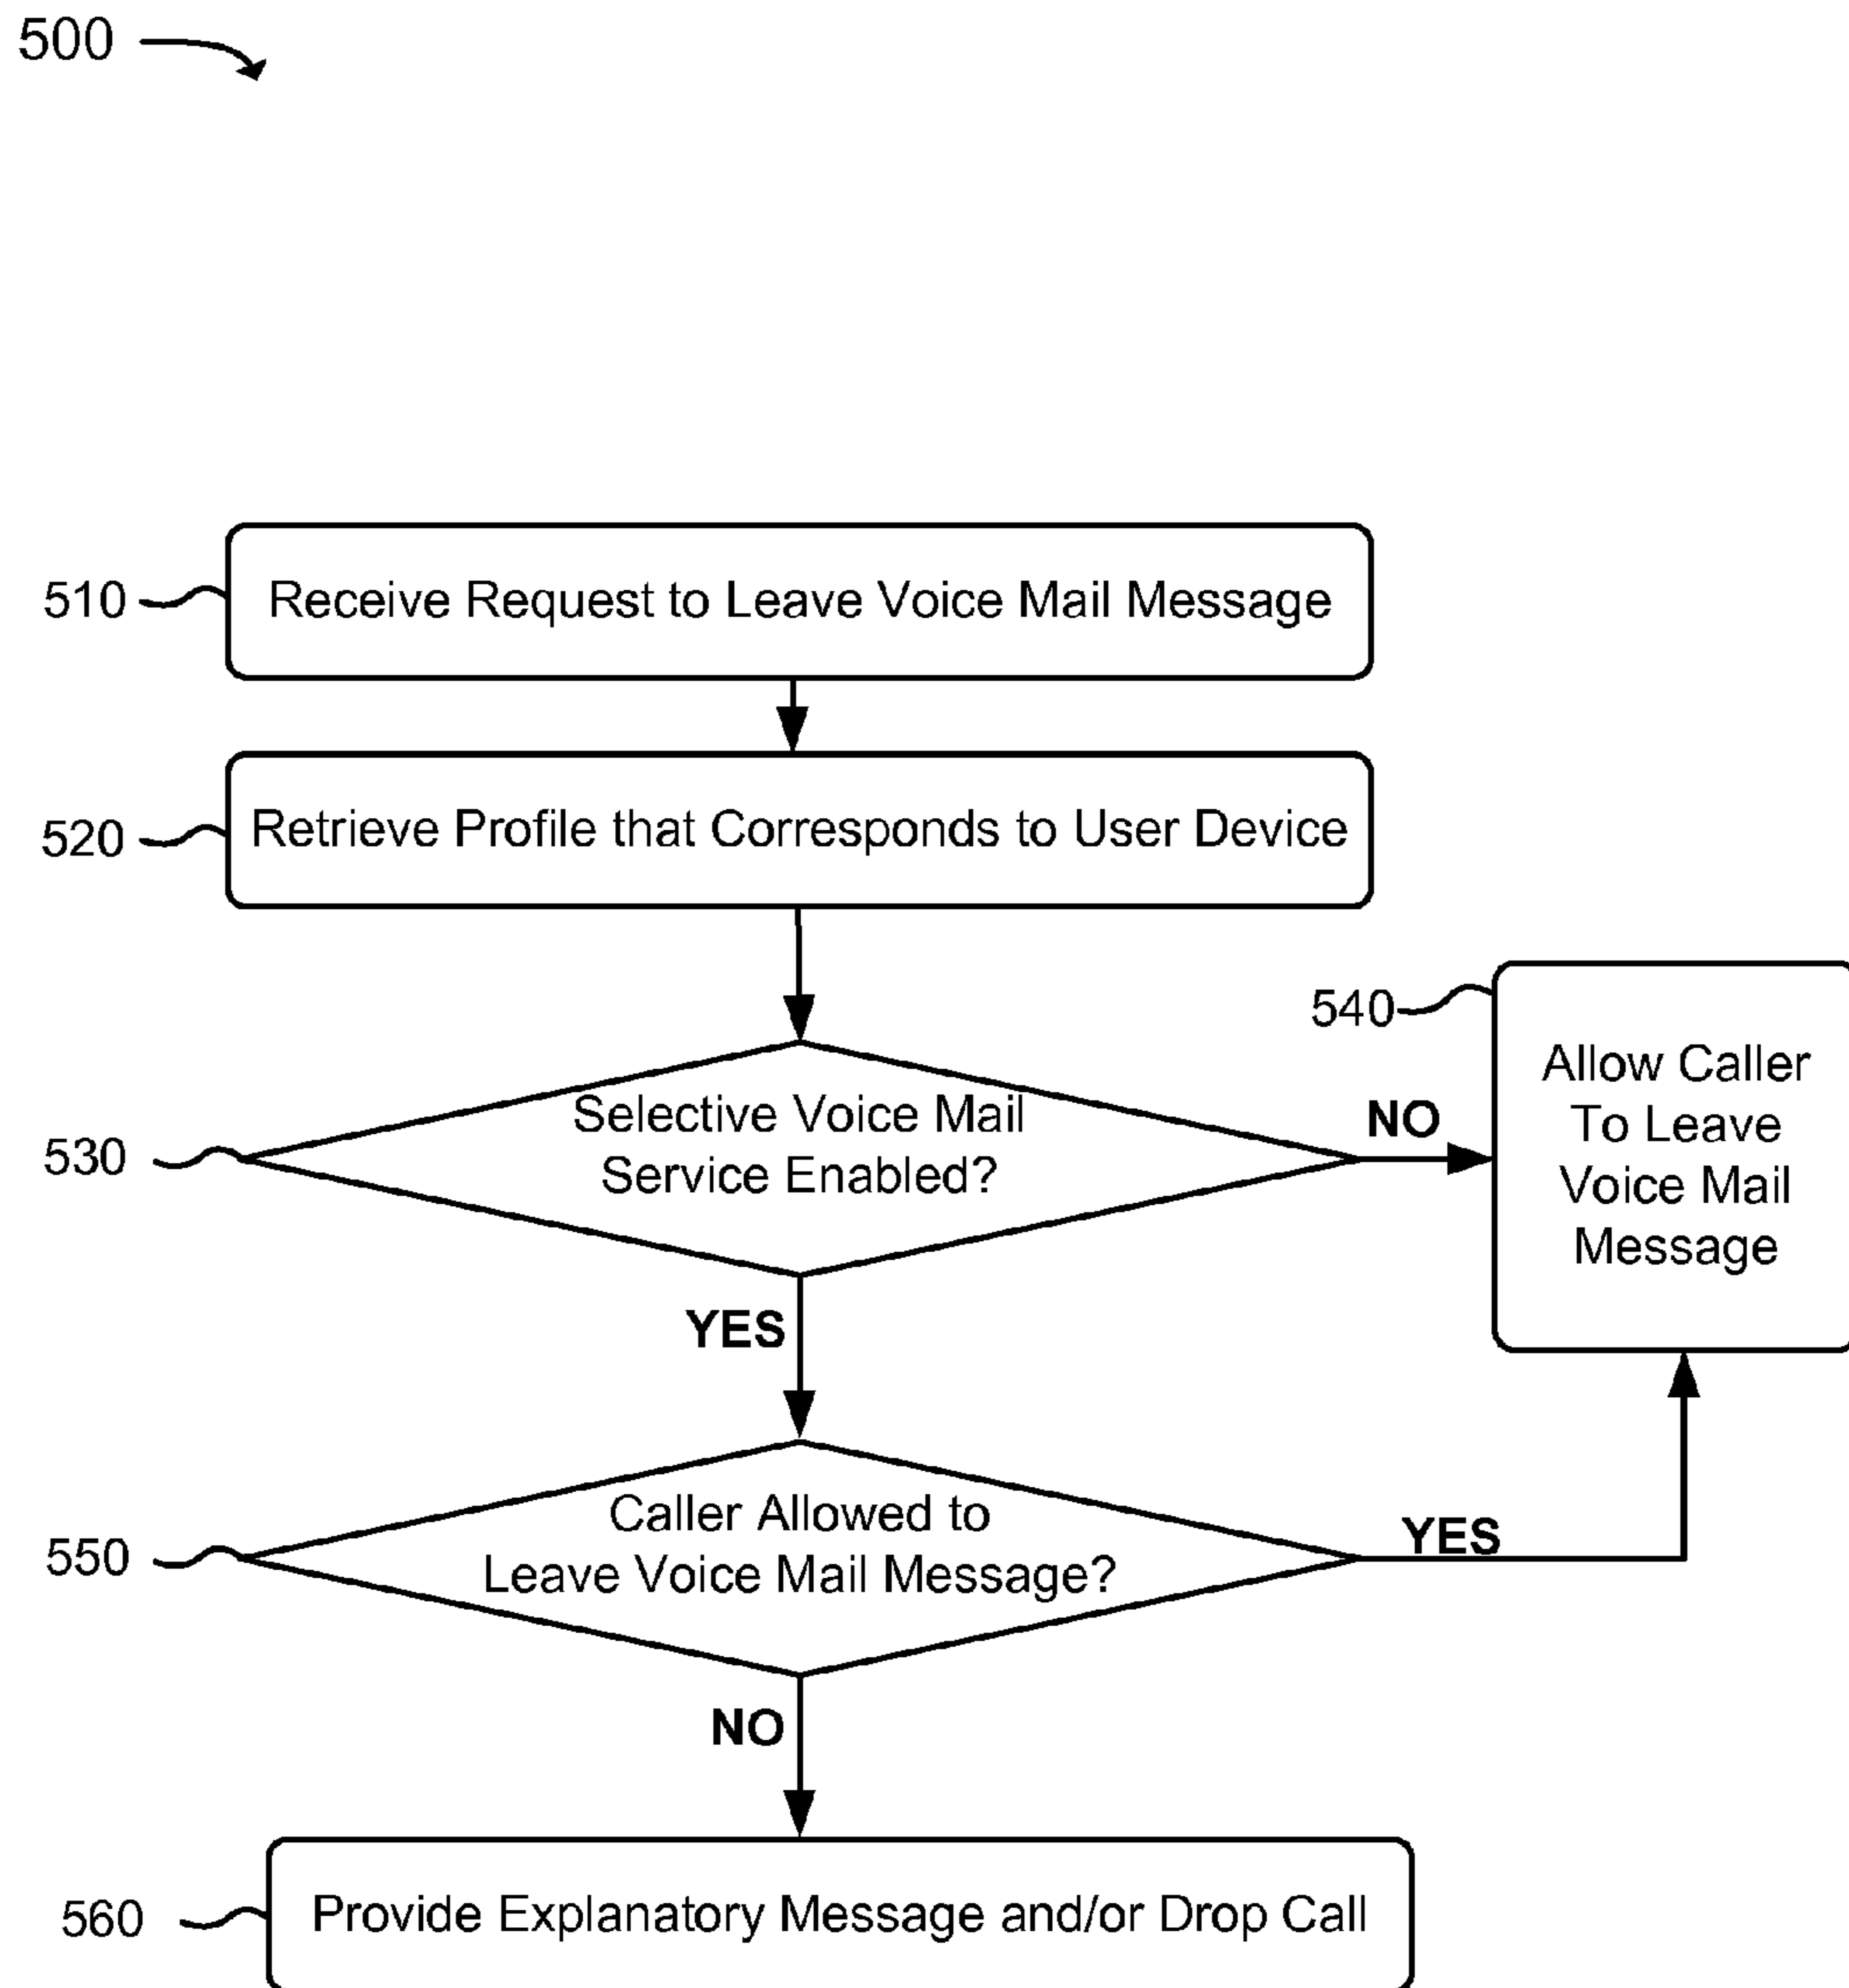 500
510
Receive Request to Leave Voice Mail Message
520
Retrieve Profile that Corresponds to User Device
530
Selective Voice Mail
Service Enabled?
NO
540
Allow Caller
To Leave
Voice Mail
Message
YES
550
Caller Allowed to
Leave Voice Mail Message?
YES
NO
560
Provide Explanatory Message and/or Drop Call